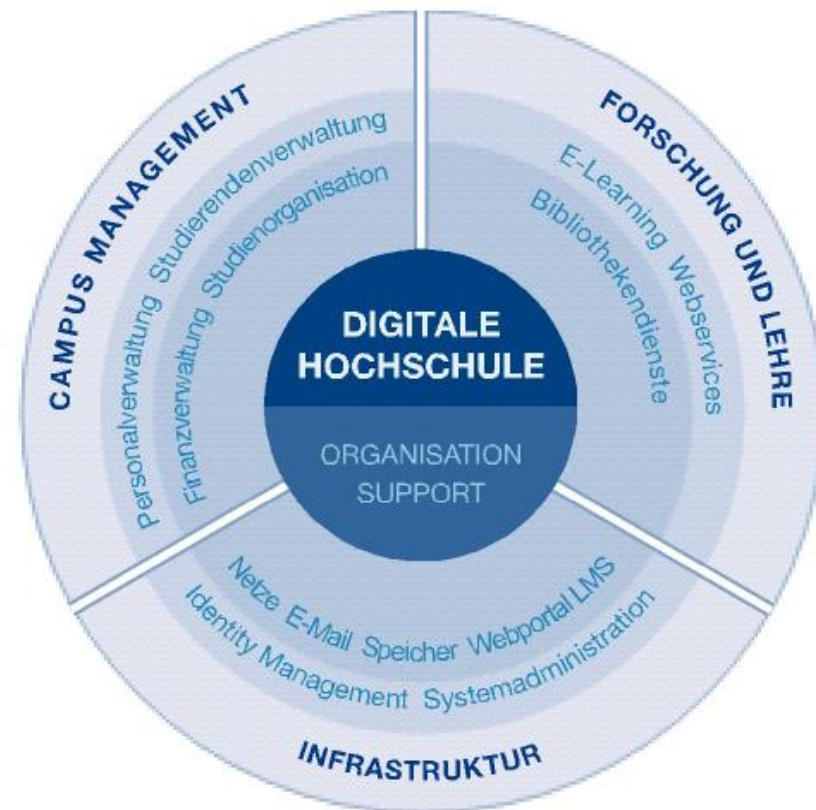 CAMPUS MANAGEMENT
Personalverwaltung Studierendenverwaltung
Finanzverwaltung Studienorganisation
FORSCHUNG UND LEHRE
E-Learning Webservices
Bibliothekendienste
DIGITALE
HOCHSCHULE
ORGANISATION
SUPPORT
Netze E-Mail Speicher Webportal LMS
Identity Management Systemadministration
INFRASTRUKTUR